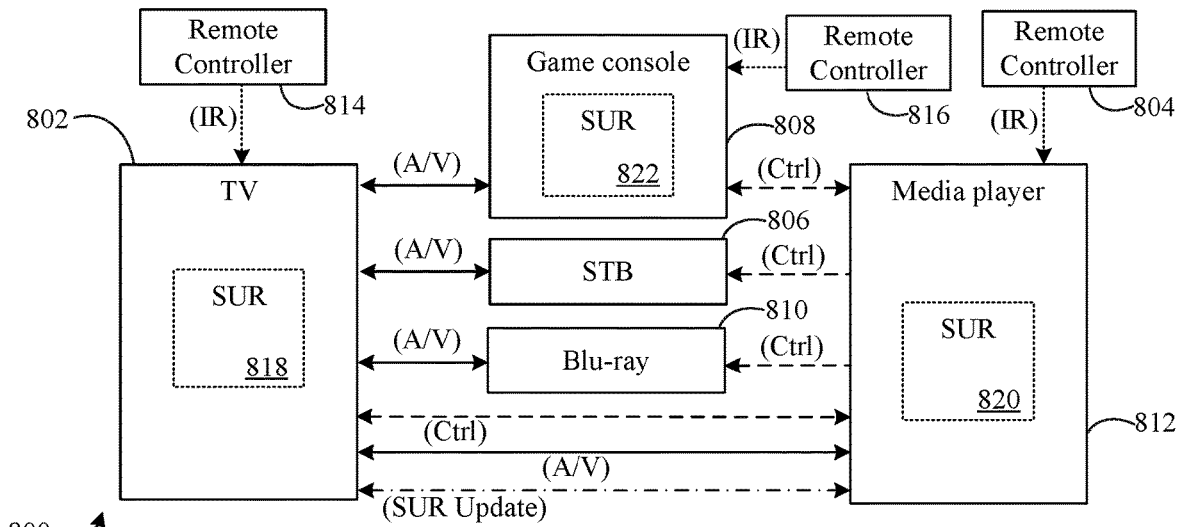 Remote
Controller
814
(IR)
802
TV
SUR
818
(A/V)
(A/V)
(A/V)
Game console
SUR
822
808
(IR)
Remote
Controller
816
Remote
Controller
804
(IR)
(Ctrl)
806
STB
(Ctrl)
810
Blu-ray
(Ctrl)
Media player
SUR
820
812
(Ctrl)
(A/V)
(SUR Update)